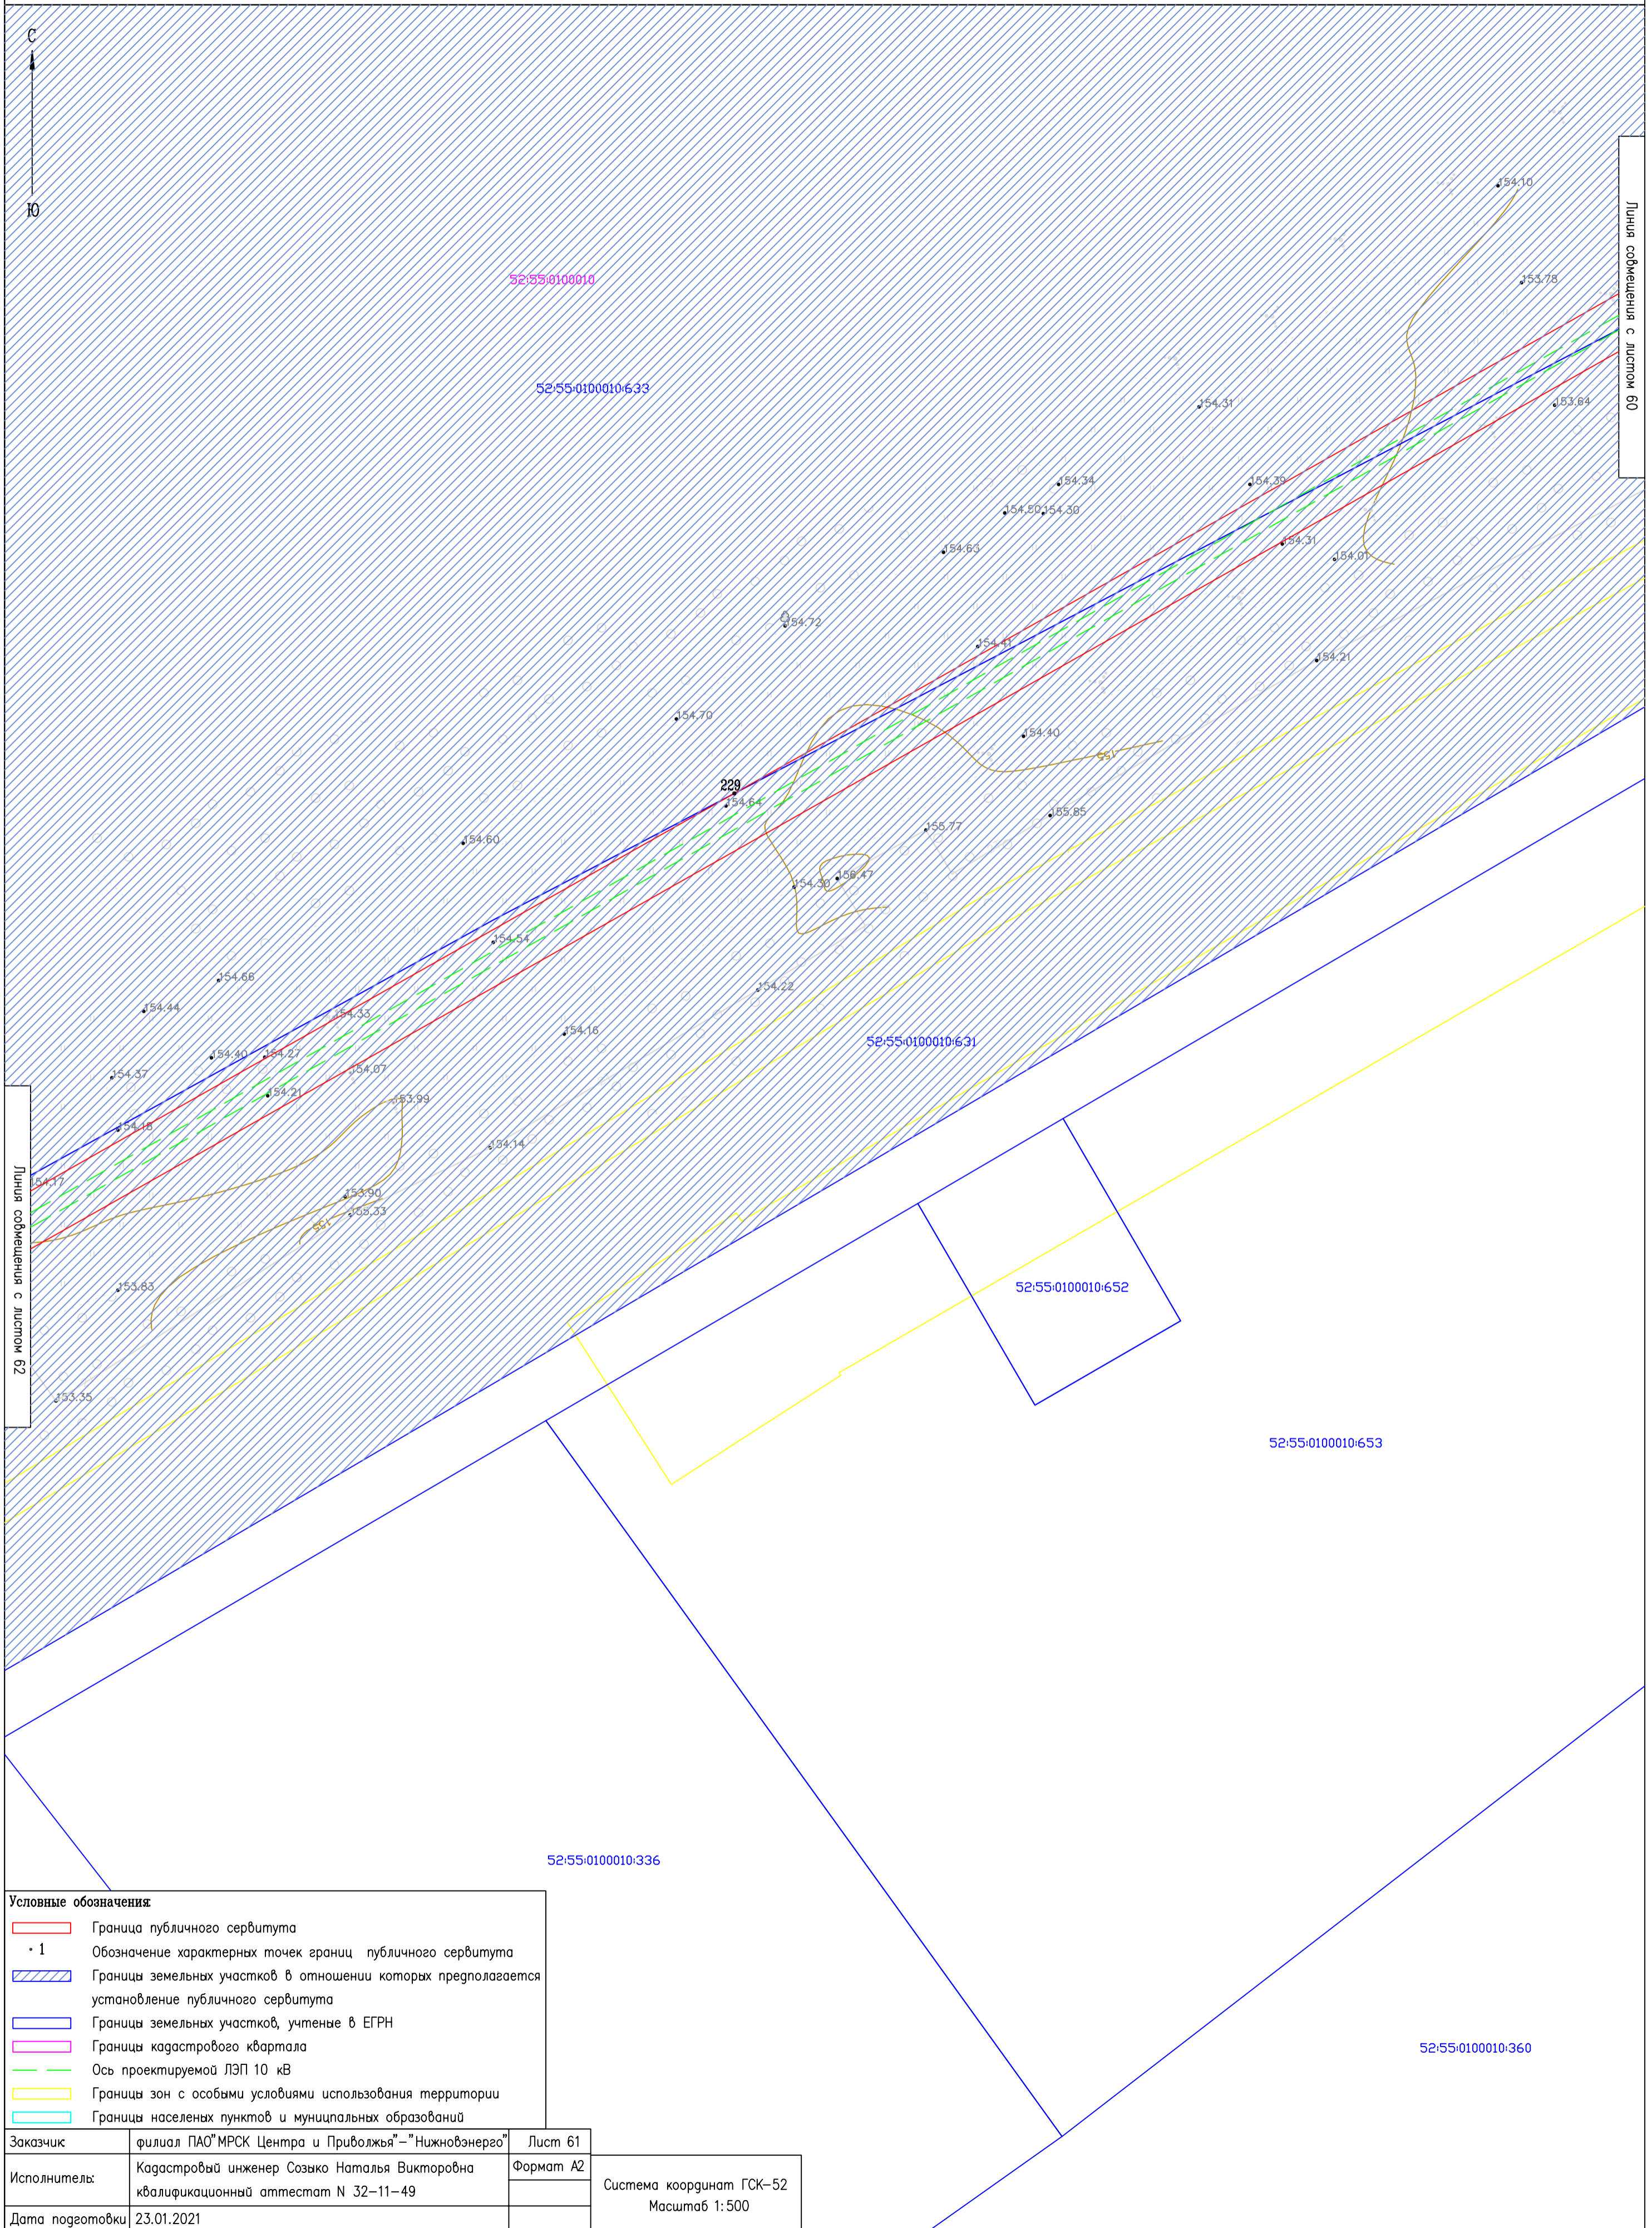 С
Ю
154.10
Линия совмещения с листом 60
52:55:0100010
153.78
52:55:0100010:633
154.31
153.64
154.34
154.39
154.50
154.30
154.63
154.31
154.01
154.72
154.41
154.21
154.70
154.40
155
229
154.64
155.85
155.77
154.60
156.47
154.30
154.54
154.66
154.22
154.44
154.33
154.16
52:55:0100010:631
154.40
154.27
154.37
154.07
154.21
153.99
154.18
154.14
154.17
153.90
155.33
155
Линия совмещения с листом 62
153.83
52:55:0100010:652
153.35
52:55:0100010:653
52:55:0100010:336
52:55:0100010:360
Условные обозначения:
Граница публичного сервитута
1 Обозначение характерных точек границ публичного сервитута
Границы земельных участков в отношении которых предполагается
установление публичного сервитута
Границы земельных участков, учтеные в ЕГРН
Границы кадастрового квартала
Ось проектируемой ЛЭП 10 кВ
Границы зон с особыми условиями использования территории
Границы населеных пунктов и муниципальных образований
Заказчик: филиал ПАО"МРСК Центра и Приволжья"-"Нижновэнерго" Лист 61
Исполнитель: Кадастровый инженер Созыко Наталья Викторовна Формат А2
квалификационный аттестат N 32-11-49
Система координат ГСК-52
Масштаб 1:500
Дата подготовки 23.01.2021